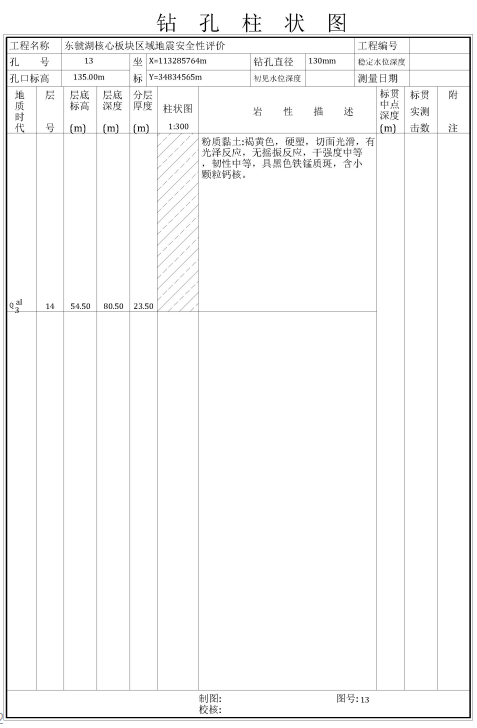 钻 孔 柱 状 图
工程名称 东虢湖核心板块区域地震安全性评价 工程编号
孔 号 13 坐 X=113285764m 钻孔直径 130mm 稳定水位深度
孔口标高 135.00m 标 Y=34834565m 初见水位深度 测量日期
地质时代 层号 层底标高(m) 层底深度(m) 分层厚度(m) 柱状图 1:300 岩 性 描 述 标贯中点深度(m) 标贯实测击数 附注
粉质黏土:褐黄色，硬塑，切面光滑，有
光泽反应，无摇振反应，干强度中等
，韧性中等，具黑色铁锰质斑，含小
颗粒钙核。
Q al 3 14 54.50 80.50 23.50
制图: 图号: 13
校核: